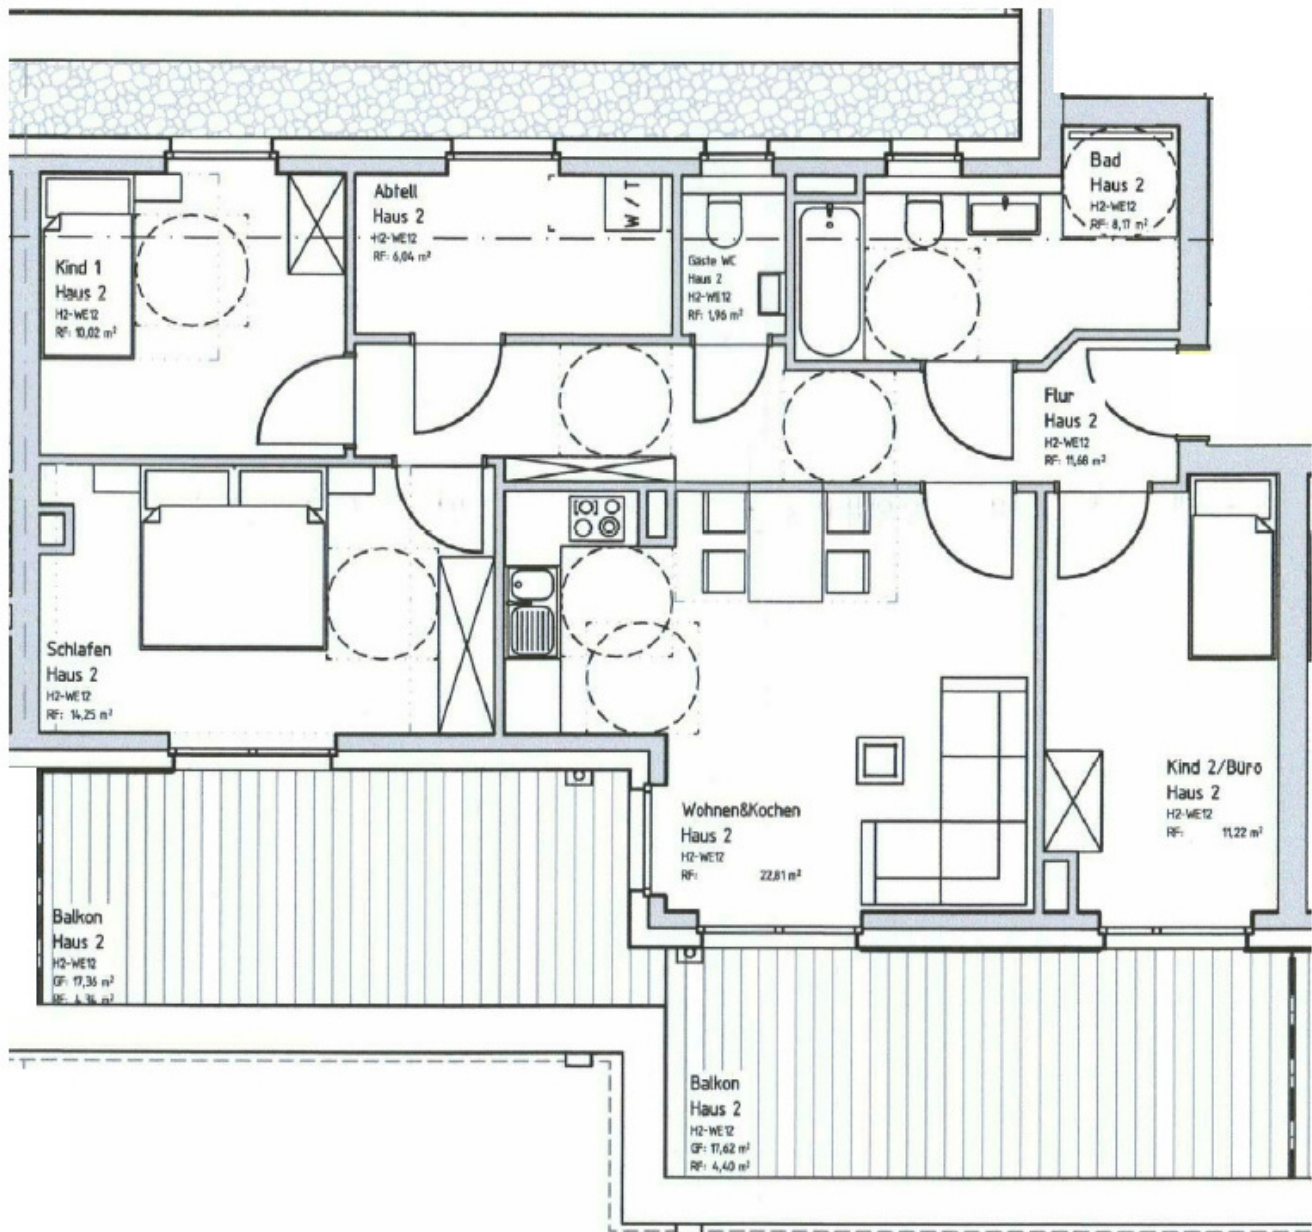 Bad
Haus 2
H2-WE12
RF: 8,17 m²
Abfell
Haus 2
H2-WE12
RF: 6,04 m²
W / T
Gäste WC
Haus 2
H2-WE12
RF: 1,96 m²
Kind 1
Haus 2
H2-WE12
RF: 10,02 m²
Flur
Haus 2
H2-WE12
RF: 11,68 m²
Schlafen
Haus 2
H2-WE12
RF: 14,25 m²
Wohnen&Kochen
Haus 2
H2-WE12
RF: 22,81 m²
Kind 2/Büro
Haus 2
H2-WE12
RF: 11,22 m²
Balkon
Haus 2
H2-WE12
GF: 17,36 m²
RF: 4,34 m²
Balkon
Haus 2
H2-WE12
GF: 17,62 m²
RF: 4,40 m²